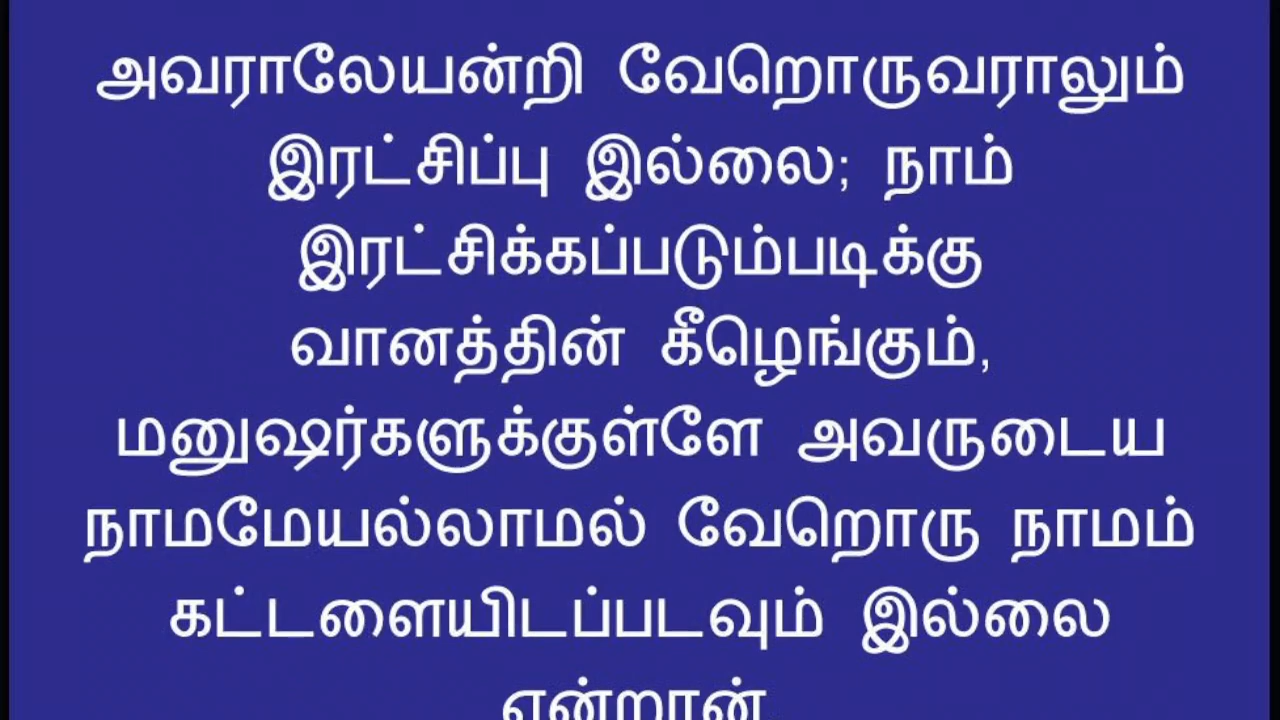 அவராலேயன்றி வேறொருவராலும்
இரட்சிப்பு இல்லை; நாம்
இரட்சிக்கப்படும்படிக்கு
வானத்தின் கீழெங்கும்,
மனுஷர்களுக்குள்ளே அவருடைய
நாமமேயல்லாமல் வேறொரு நாமம்
கட்டளையிடப்படவும் இல்லை
என்றான்